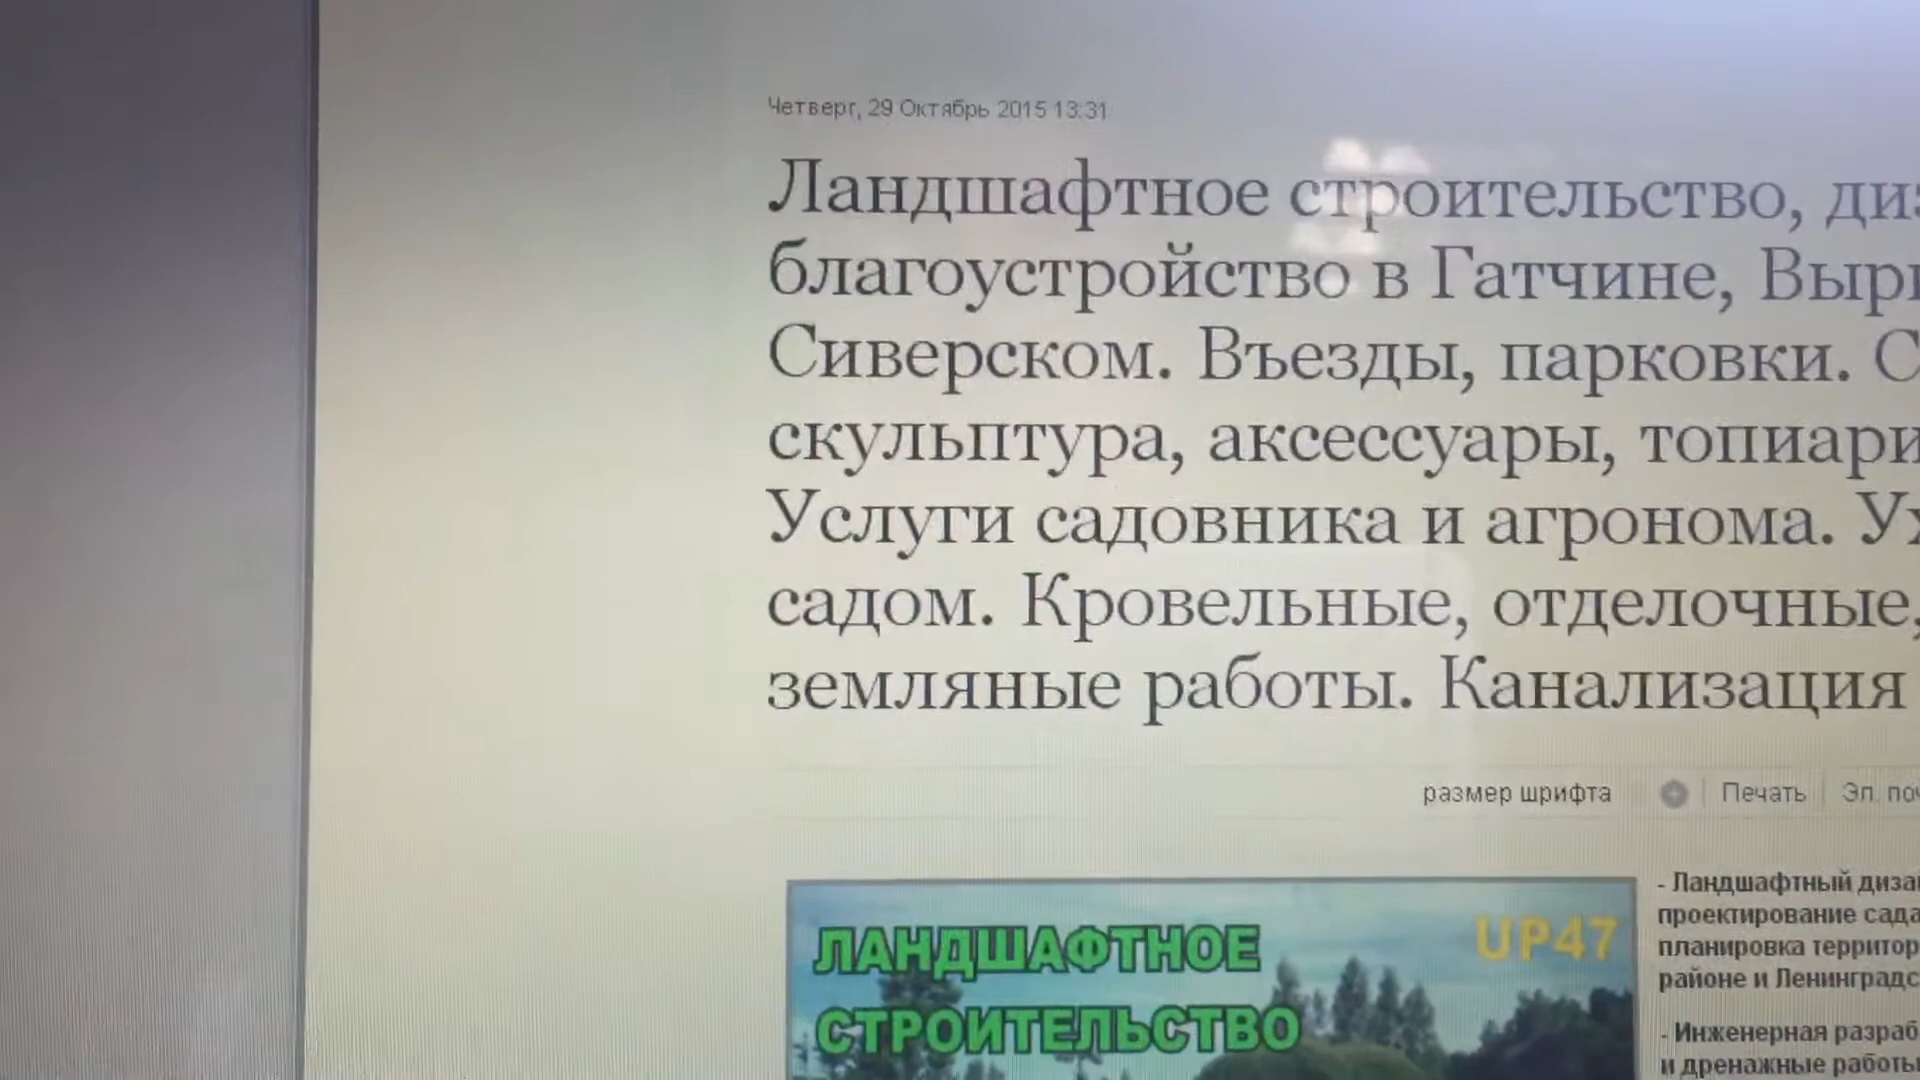 Четверг, 29 Октябрь 2015 13:31
Ландшафтное строительство,
благоустройство в Гатчине,
Сиверском. Въезды, парковки.
скульптура, аксессуары,
Услуги садовника и агронома.
садом. Кровельные, отделочные,
земляные работы. Канализация
размер шрифта Печать Эл.
ЛАНДШАФТНОЕ
СТРОИТЕЛЬСТВО
UP47
- Ландшафтный
проектирование
планировка
районе и
- Инженерная
и дренажные работы